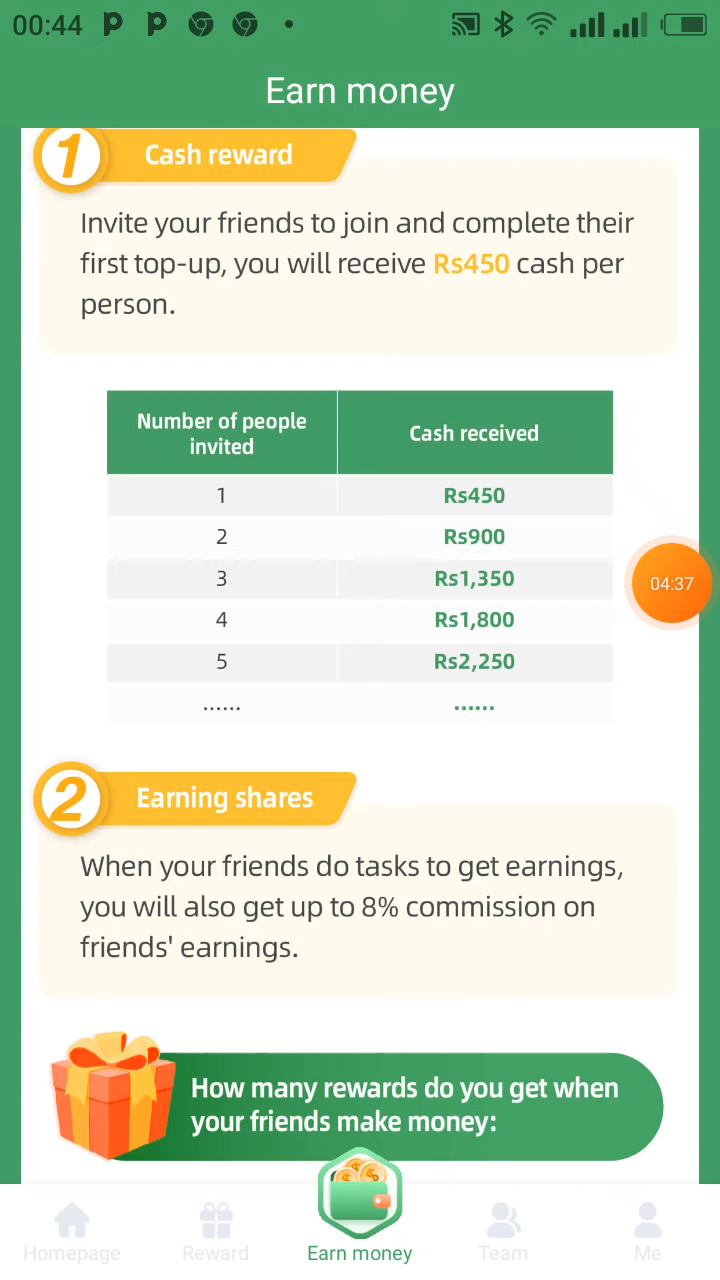 00:44
Earn money
1 Cash reward
Invite your friends to join and complete their
first top-up, you will receive Rs450 cash per
person.
Number of people
invited
Cash received
1 Rs450
2 Rs900
3 Rs1,350
04:37
4 Rs1,800
5 Rs2,250
...... ......
2 Earning shares
When your friends do tasks to get earnings,
you will also get up to 8% commission on
friends' earnings.
How many rewards do you get when
your friends make money:
Homepage Reward Earn money Team Me